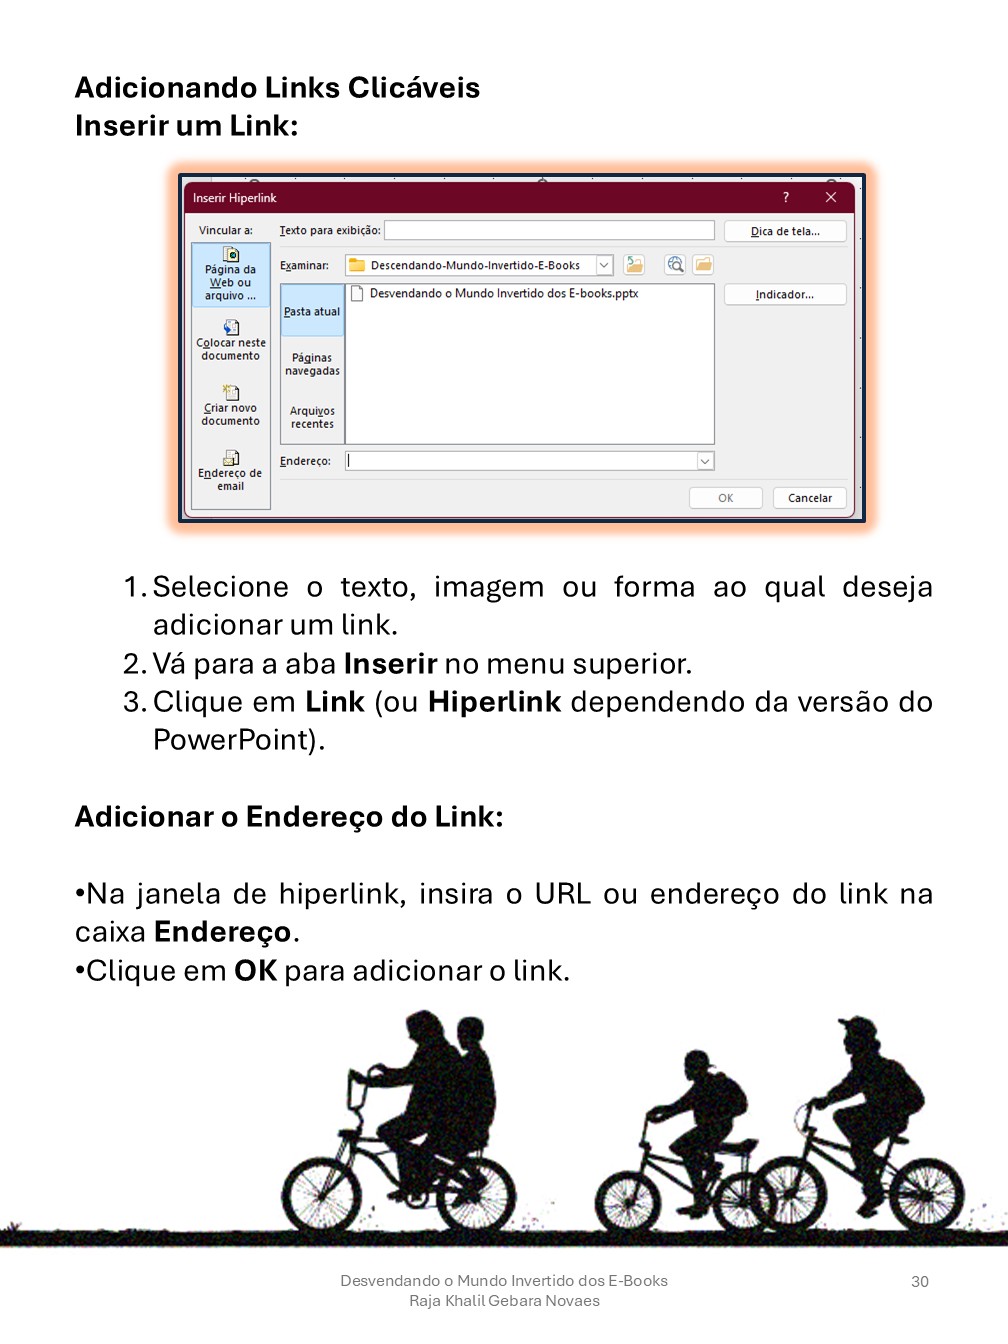 Adicionando Links Clicáveis
Inserir um Link:
Inserir Hiperlink
?
Vincular a:
Texto para exibição:
Dica de tela...
Página da
Web ou
arquivo ...
Examinar:
Descendando-Mundo-Invertido-E-Books
Pasta atual
Desvendando o Mundo Invertido dos E-books.pptx
Indicador...
Colocar neste
documento
Páginas
navegadas
Criar novo
documento
Arquivos
recentes
Endereço de
email
Endereço:
OK
Cancelar
1. Selecione o texto, imagem ou forma ao qual deseja
adicionar um link.
2. Vá para a aba Inserir no menu superior.
3. Clique em Link (ou Hiperlink dependendo da versão do
PowerPoint).
Adicionar o Endereço do Link:
•Na janela de hiperlink, insira o URL ou endereço do link na
caixa Endereço.
•Clique em OK para adicionar o link.
Desvendando o Mundo Invertido dos E-Books
Raja Khalil Gebara Novaes
30